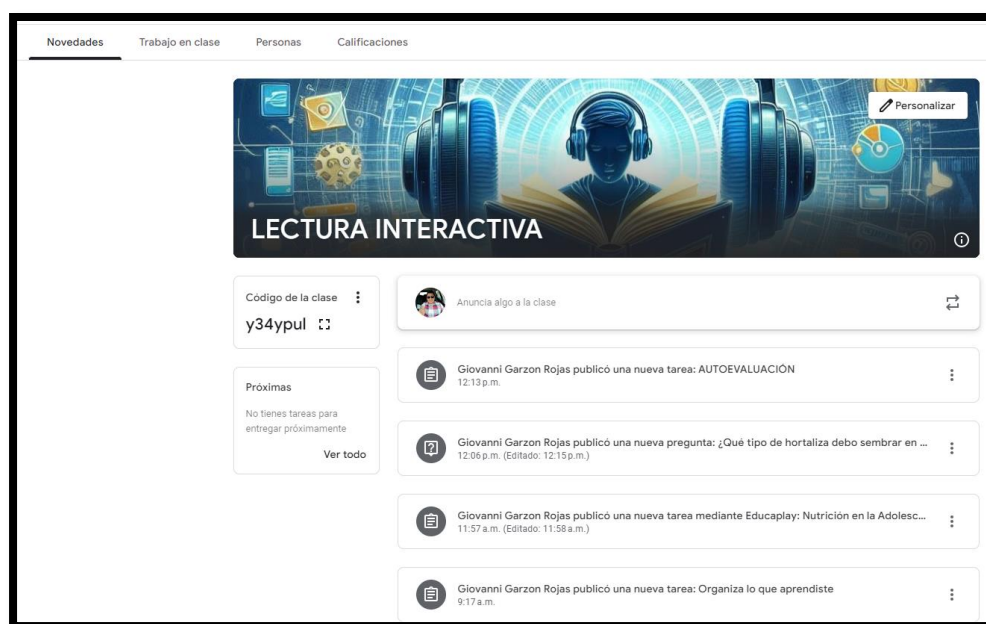 Novedades
Trabajo en clase
Personas
Calificaciones
Personalizar
LECTURA INTERACTIVA
Código de la clase
y34ypul
Anuncia algo a la clase
Próximas
No tienes tareas para
entregar próximamente
Ver todo
Giovanni Garzon Rojas publicó una nueva tarea: AUTOEVALUACIÓN
12:13 p.m.
Giovanni Garzon Rojas publicó una nueva pregunta: ¿Qué tipo de hortaliza debo sembrar en ...
12:06 p.m. (Editado: 12:15 p.m.)
Giovanni Garzon Rojas publicó una nueva tarea mediante Educaplay: Nutrición en la Adolesc...
11:57 a.m. (Editado: 11:58 a.m.)
Giovanni Garzon Rojas publicó una nueva tarea: Organiza lo que aprendiste
9:17 a.m.